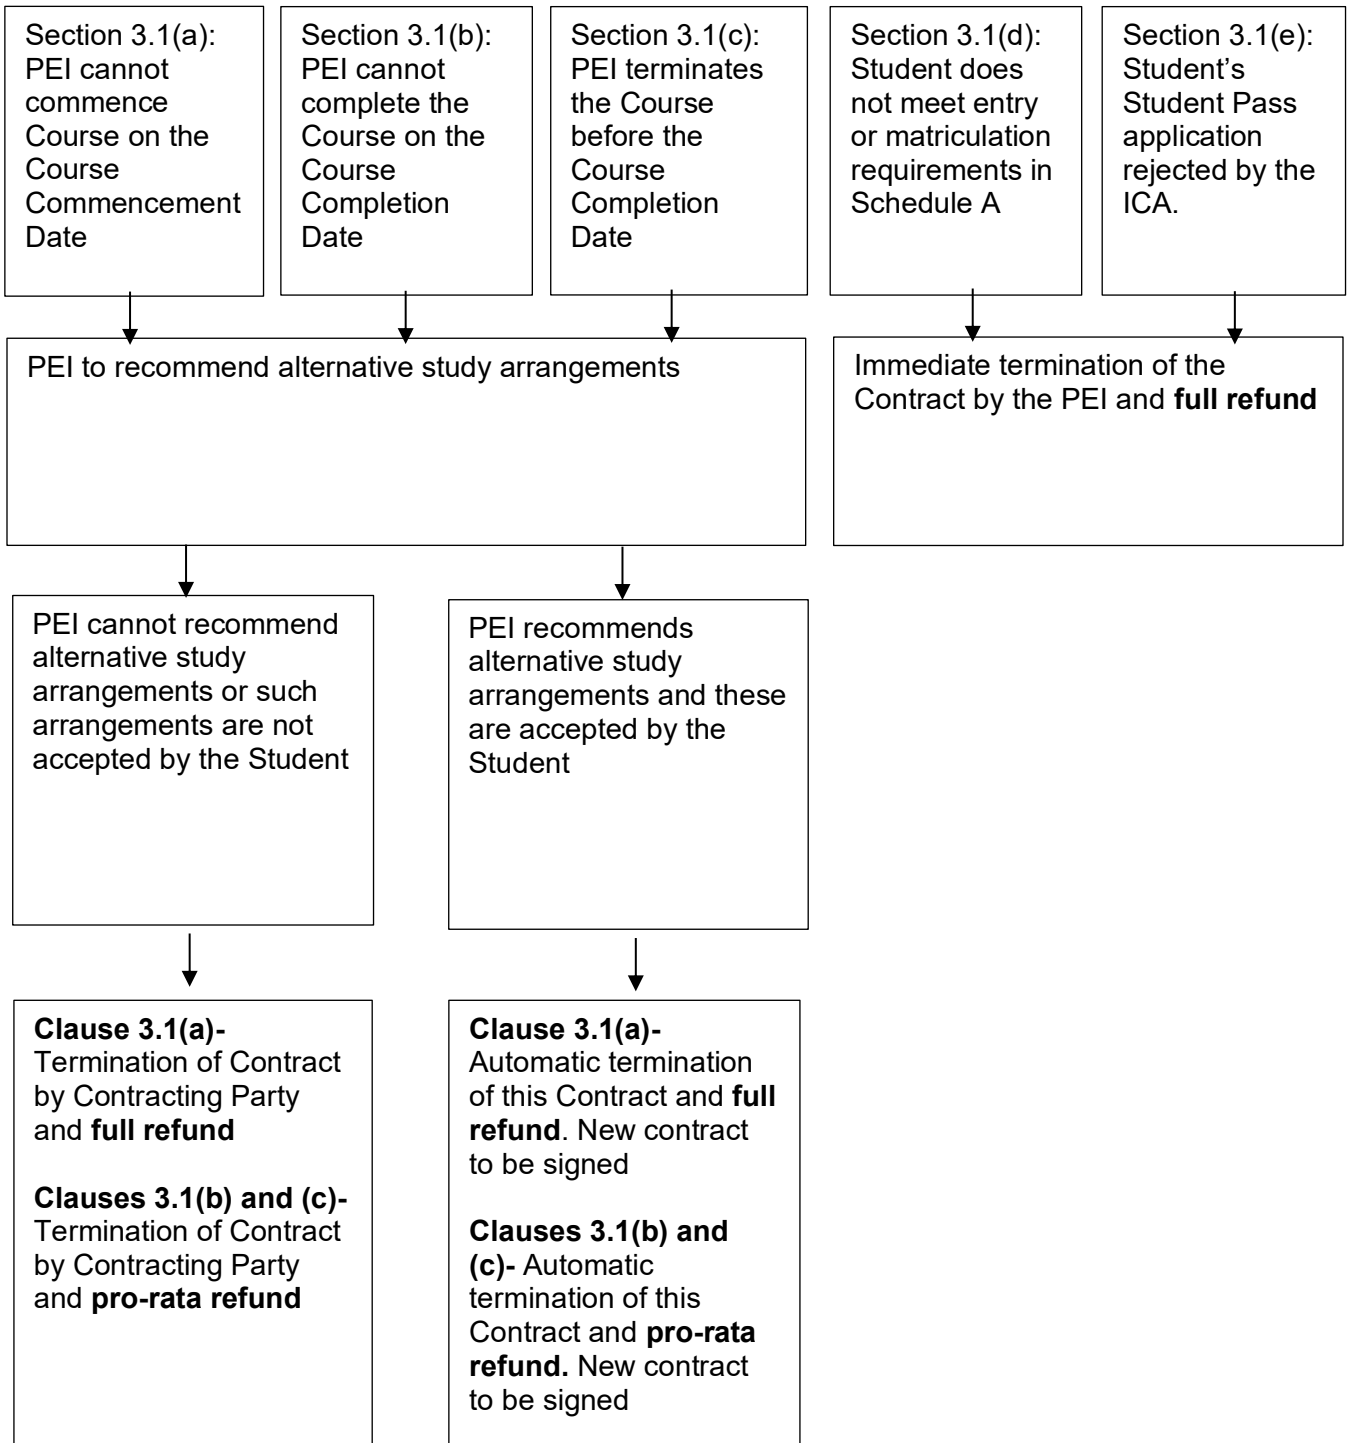 Section 3.1(a):
PEI cannot
commence
Course on the
Course
Commencement
Date
Section 3.1(b):
PEI cannot
complete the
Course on the
Course
Completion
Date
Section 3.1(c):
PEI terminates
the Course
before the
Course
Completion
Date
Section 3.1(d):
Student does
not meet entry
or matriculation
requirements in
Schedule A
Section 3.1(e):
Student’s
Student Pass
application
rejected by the
ICA.
PEI to recommend alternative study arrangements
Immediate termination of the
Contract by the PEI and full refund
PEI cannot recommend
alternative study
arrangements or such
arrangements are not
accepted by the Student
PEI recommends
alternative study
arrangements and these
are accepted by the
Student
Clause 3.1(a)-
Termination of Contract
by Contracting Party
and full refund
Clauses 3.1(b) and (c)-
Termination of Contract
by Contracting Party
and pro-rata refund
Clause 3.1(a)-
Automatic termination
of this Contract and full
refund. New contract
to be signed
Clauses 3.1(b) and
(c)- Automatic
termination of this
Contract and pro-rata
refund. New contract
to be signed